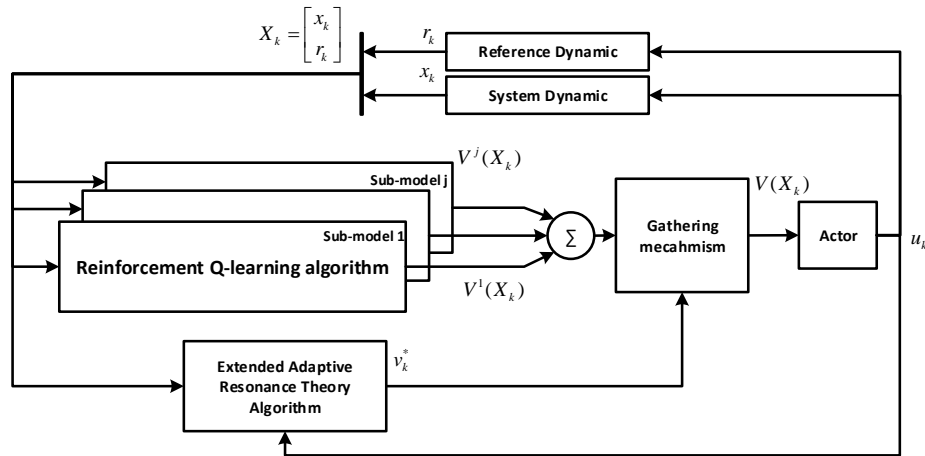 X_k = [x_k r_k]
r_k
Reference Dynamic
x_k
System Dynamic
V^j(X_k)
Sub-model j
Sub-model 1
Reinforcement Q-learning algorithm
V^1(X_k)
Σ
Gathering
mecahmism
V(X_k)
Actor
u_k
Extended Adaptive
Resonance Theory
Algorithm
v_k^*